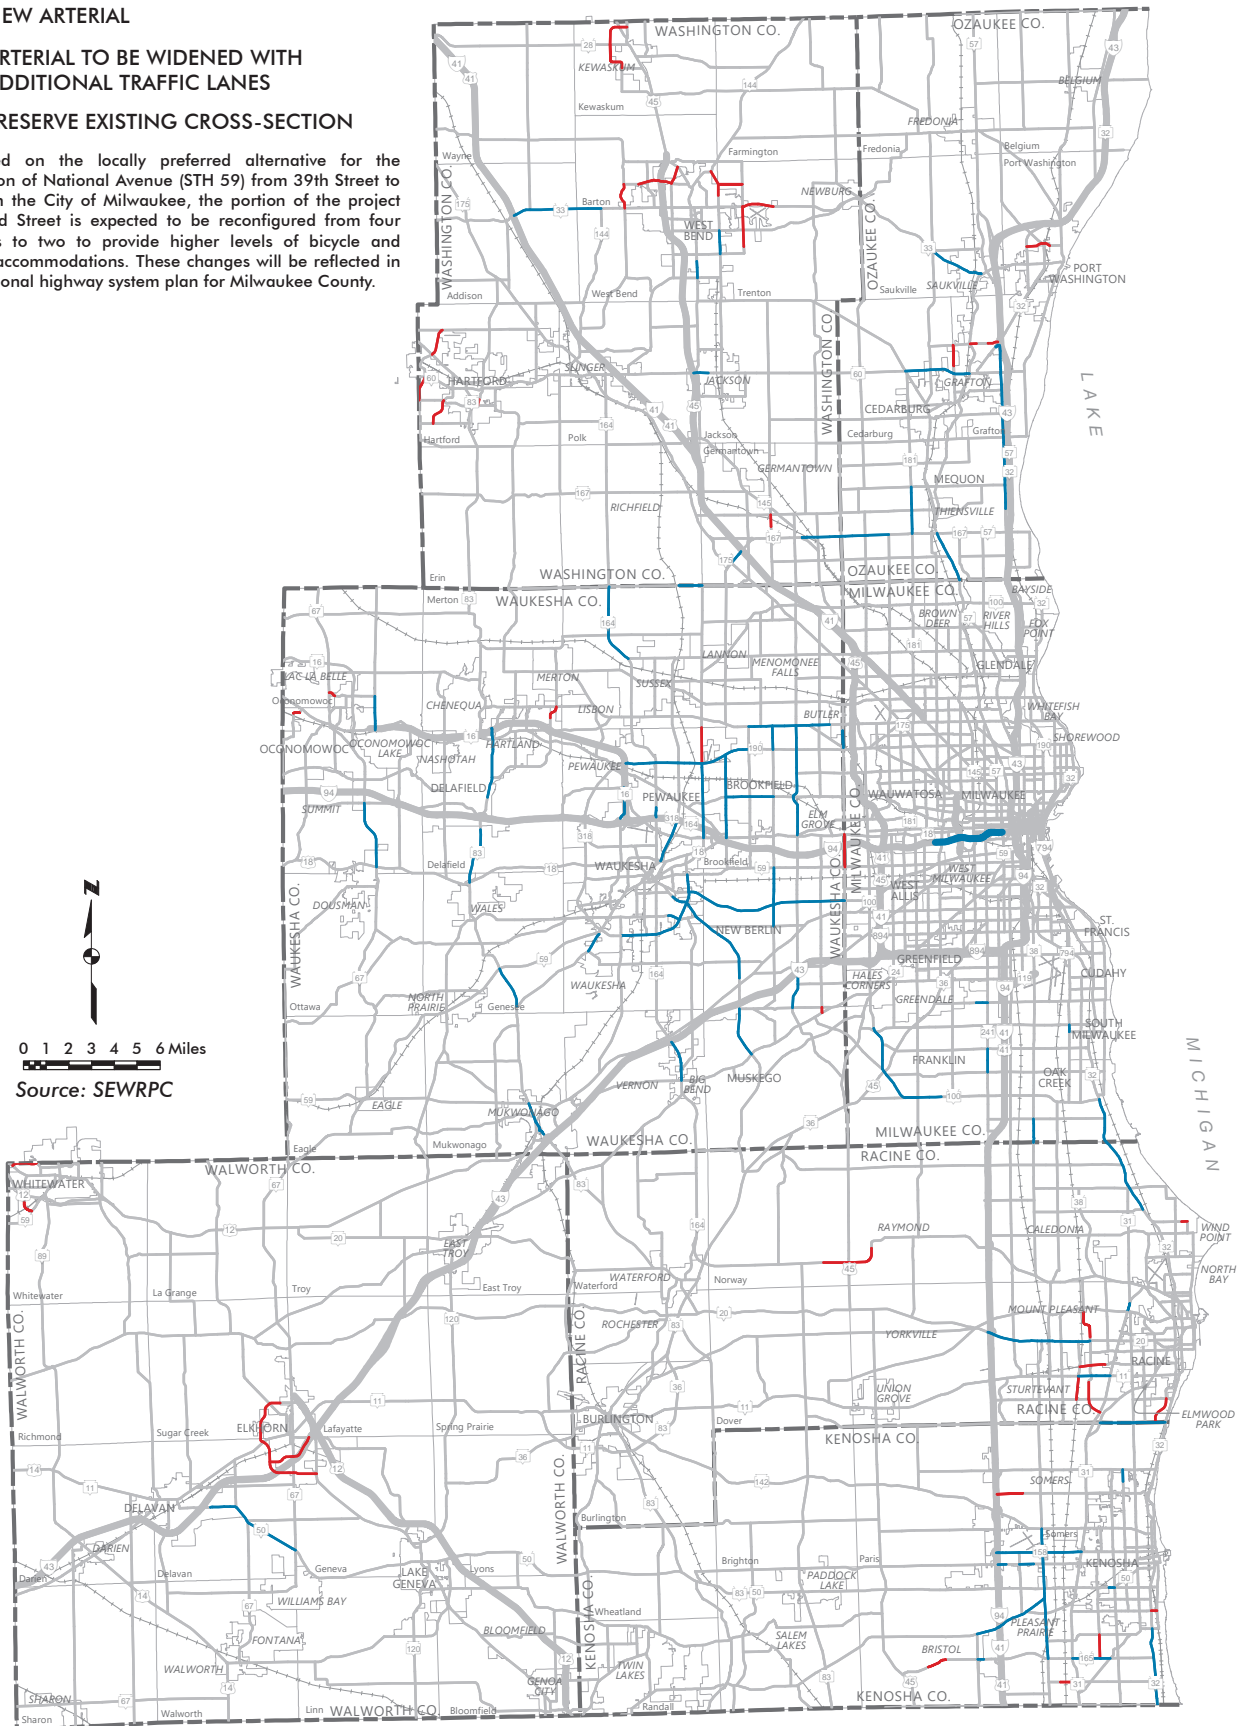 EW ARTERIAL
RTERIAL TO BE WIDENED WITH
DDITIONAL TRAFFIC LANES
RESERVE EXISTING CROSS-SECTION
ed on the locally preferred alternative for the
on of National Avenue (STH 59) from 39th Street to
n the City of Milwaukee, the portion of the project
d Street is expected to be reconfigured from four
s to two to provide higher levels of bicycle and
accommodations. These changes will be reflected in
onal highway system plan for Milwaukee County.
WASHINGTON CO.
OZAUKEE CO.
KEWASKUM
Kewaskum
BELGIUM
FREDONIA
Wayne
Farmington
Fredonia
Belgium
Port Washington
NEWBURG
Barton
WEST
BEND
WASHINGTON CO.
OZAUKEE CO.
PORT
WASHINGTON
Addison
West Bend
Trenton
Saukville
SAUKVILLE
WASHINGTON CO.
SLINGER
HARTFORD
JACKSON
GRAFTON
CEDARBURG
Hartford
Polk
Jackson
Germantown
Cedarburg
Grafton
LAKE
GERMANTOWN
MEQUON
RICHFIELD
THIENSVILLE
Erin
WASHINGTON CO.
OZAUKEE CO.
Merton
WAUKESHA CO.
MILWAUKEE CO.
BAYSIDE
BROWN
DEER
RIVER
HILLS
FOX
POINT
LANNON
MENOMONEE
FALLS
GLENDALE
LAC LA BELLE
MERTON
SUSSEX
Oconomowoc
CHENEQUA
LISBON
BUTLER
WHITEFISH
BAY
OCONOMOWOC
OCONOMOWOC
LAKE
NASHOTAH
HARTLAND
SHOREWOOD
PEWAUKEE
DELAFIELD
PEWAUKEE
BROOKFIELD
WAUWATOSA
MILWAUKEE
SUMMIT
ELM
GROVE
MILWAUKEE CO.
Delafield
WAUKESHA
Brookfield
WEST
MILWAUKEE
WEST
ALLIS
DOUSMAN
WALES
WAUKESHA CO.
NEW BERLIN
WAUKESHA CO.
ST.
FRANCIS
GREENFIELD
CUDAHY
HALES
CORNERS
GREENDALE
WAUKESHA
NORTH
PRAIRIE
Ottawa
Genesee
SOUTH
MILWAUKEE
FRANKLIN
OAK
CREEK
MUSKEGO
BIG
BEND
VERNON
MICHIGAN
0 1 2 3 4 5 6 Miles
Source: SEWRPC
EAGLE
MUKWONAGO
Eagle
Mukwonago
WAUKESHA CO.
MILWAUKEE CO.
RACINE CO.
WALWORTH CO.
WHITEWATER
RAYMOND
CALEDONIA
WIND
POINT
EAST
TROY
NORTH
BAY
Whitewater
La Grange
Troy
East Troy
Waterford
WATERFORD
Norway
MOUNT PLEASANT
ROCHESTER
YORKVILLE
RACINE
WALWORTH CO.
RACINE CO.
UNION
GROVE
STURTEVANT
RACINE CO.
ELMWOOD
PARK
ELKHORN
Richmond
Sugar Creek
Lafayatte
Spring Prairie
BURLINGTON
Dover
KENOSHA CO.
SOMERS
DELAVAN
WALWORTH CO.
Burlington
Somers
DARIEN
Darien
Delavan
Geneva
LAKE
GENEVA
Lyons
Brighton
Paris
PADDOCK
LAKE
KENOSHA
WILLIAMS BAY
Wheatland
PLEASANT
PRAIRIE
FONTANA
BLOOMFIELD
KENOSHA CO.
SALEM
LAKES
BRISTOL
WALWORTH
TWIN
LAKES
GENOA
CITY
SHARON
Sharon
Walworth
Linn
WALWORTH CO.
Bloomfield
Randall
KENOSHA CO.